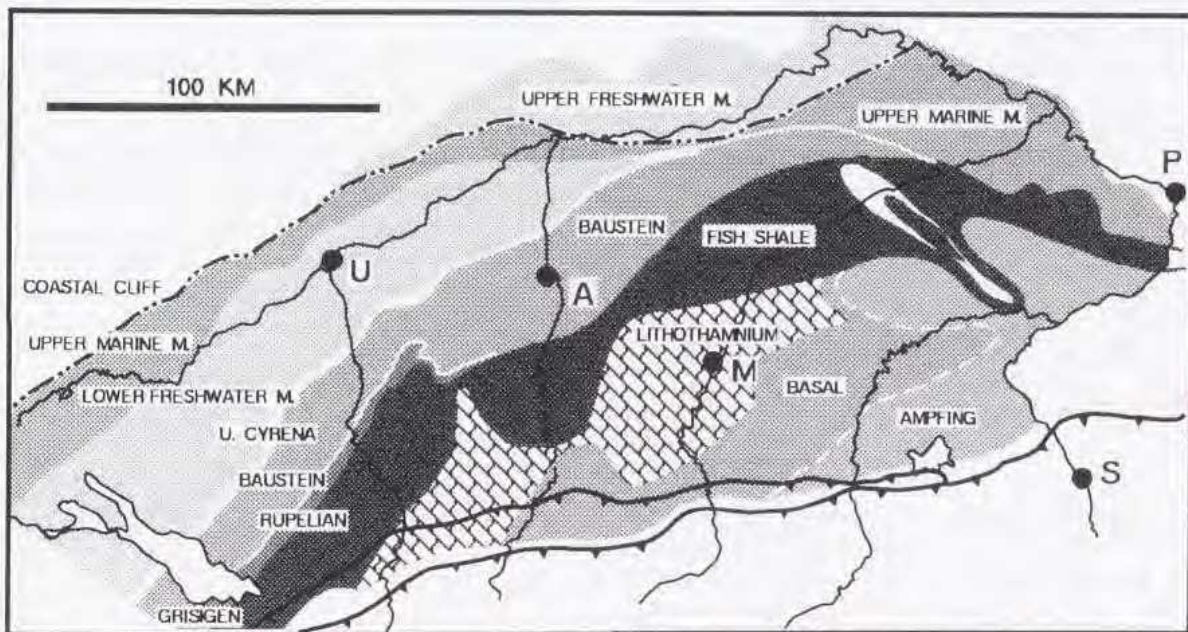 100 KM
UPPER FRESHWATER M.
UPPER MARINE M.
P
BAUSTEIN
FISH SHALE
U
A
COASTAL CLIFF
UPPER MARINE M.
LITHOTHAMNIUM
M
BASAL
LOWER FRESHWATER M.
AMPFING
U. CYRENA
BAUSTEIN
S
RUPELIAN
GRISIGEN